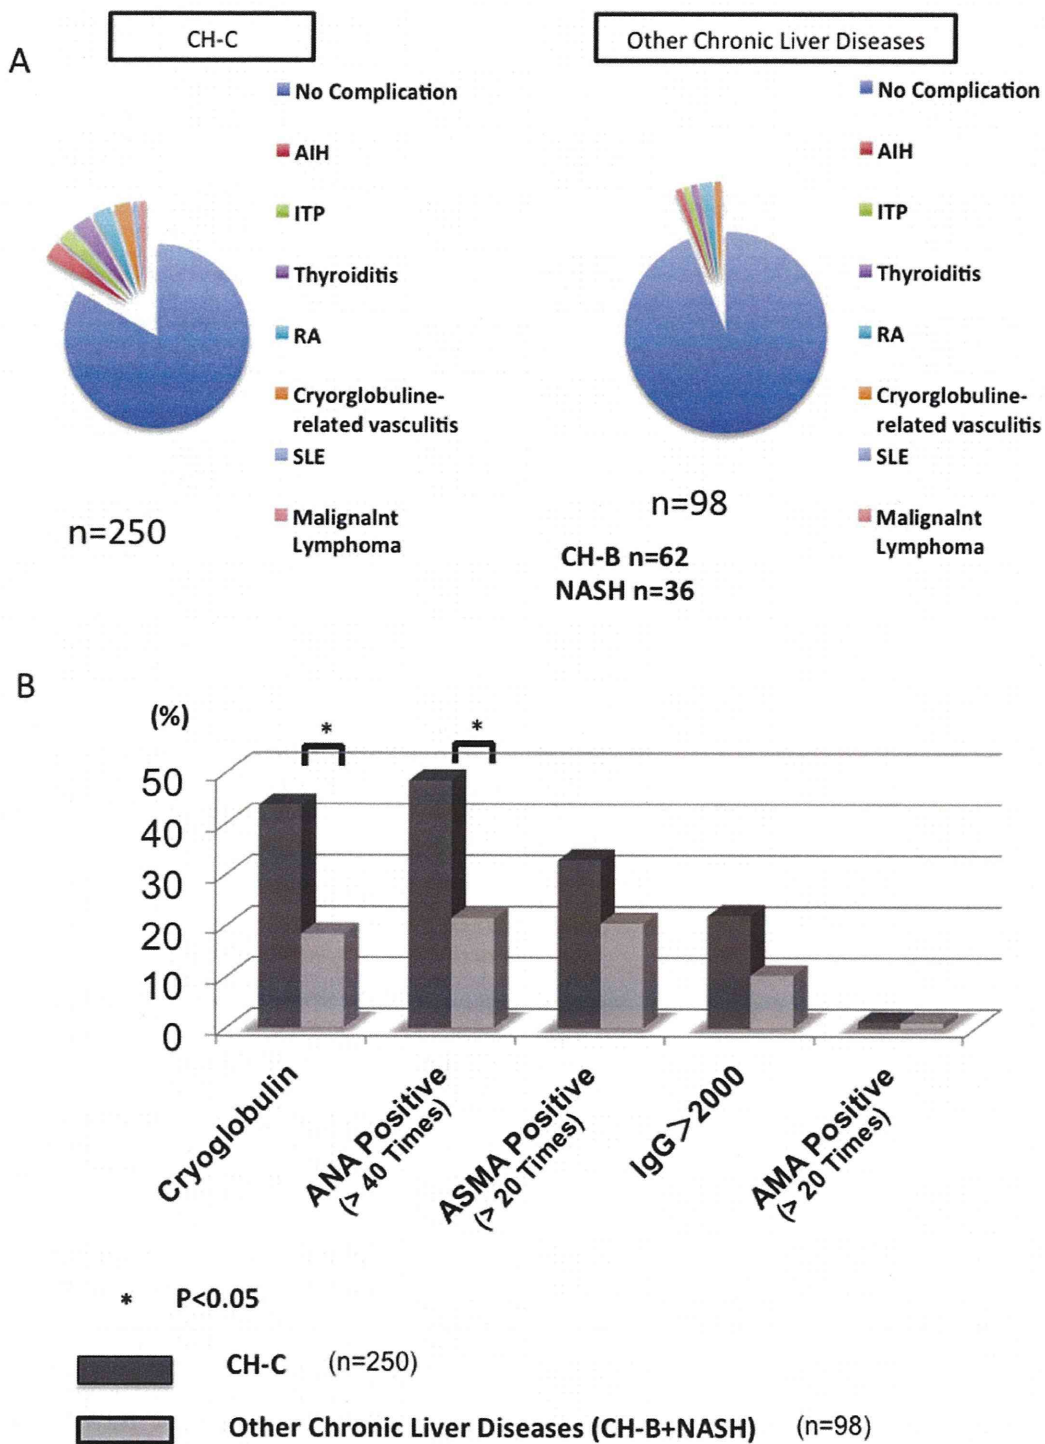 CH-C
Other Chronic Liver Diseases
A
No Complication
AIH
ITP
Thyroiditis
RA
Cryorglobuline-
related vasculitis
SLE
Malignalnt
Lymphoma
n=250
No Complication
AIH
ITP
Thyroiditis
RA
Cryorglobuline-
related vasculitis
SLE
Malignalnt
Lymphoma
n=98
CH-B n=62
NASH n=36
B
(%)
50
40
30
20
10
0
*
*
Cryoglobulin
ANA Positive
(> 40 Times)
ASMA Positive
(> 20 Times)
IgG＞2000
AMA Positive
(> 20 Times)
* P<0.05
CH-C (n=250)
Other Chronic Liver Diseases (CH-B+NASH) (n=98)